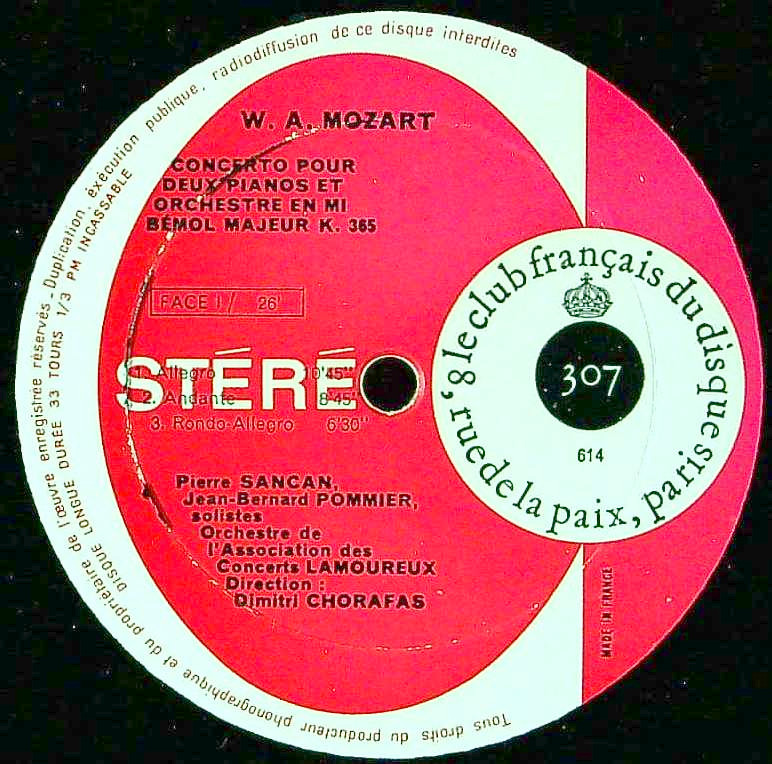 W. A. MOZART
CONCERTO POUR
DEUX PIANOS ET
ORCHESTRE EN MI
BÉMOL MAJEUR K. 365
FACE 1 / 26'
STÉRÉ
1. Allegro 10'45"
2. Andante 8'45"
3. Rondo-Allegro 6'30"
Pierre SANCAN,
Jean-Bernard POMMIER,
solistes
Orchestre de
l'Association des
Concerts LAMOUREUX
Direction :
Dimitri CHORAFAS
le club français du disque
8, rue de la paix, paris
307
614
MADE IN FRANCE
Tous droits du producteur phonographique et du propriétaire de l'œuvre enregistrée réservés - Duplication, exécution publique, radiodiffusion de ce disque interdites
DISQUE LONGUE DURÉE 33 TOURS 1/3 PM INCASSABLE